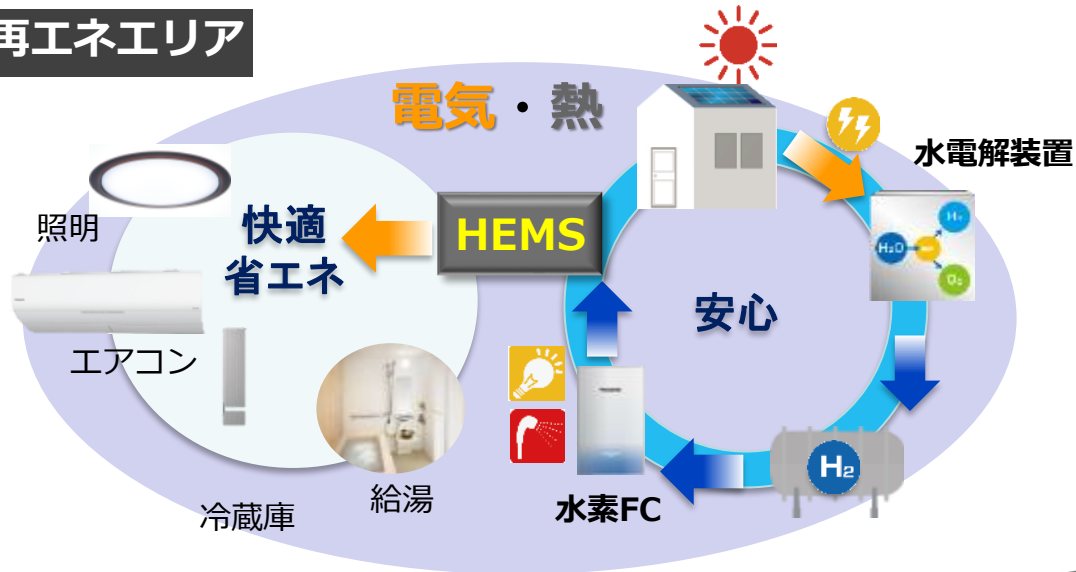 再エネエリア
電気・熱
水電解装置
照明
快適
省エネ
HEMS
H₂
H₂O
O₂
安心
エアコン
H₂
給湯
水素FC
冷蔵庫